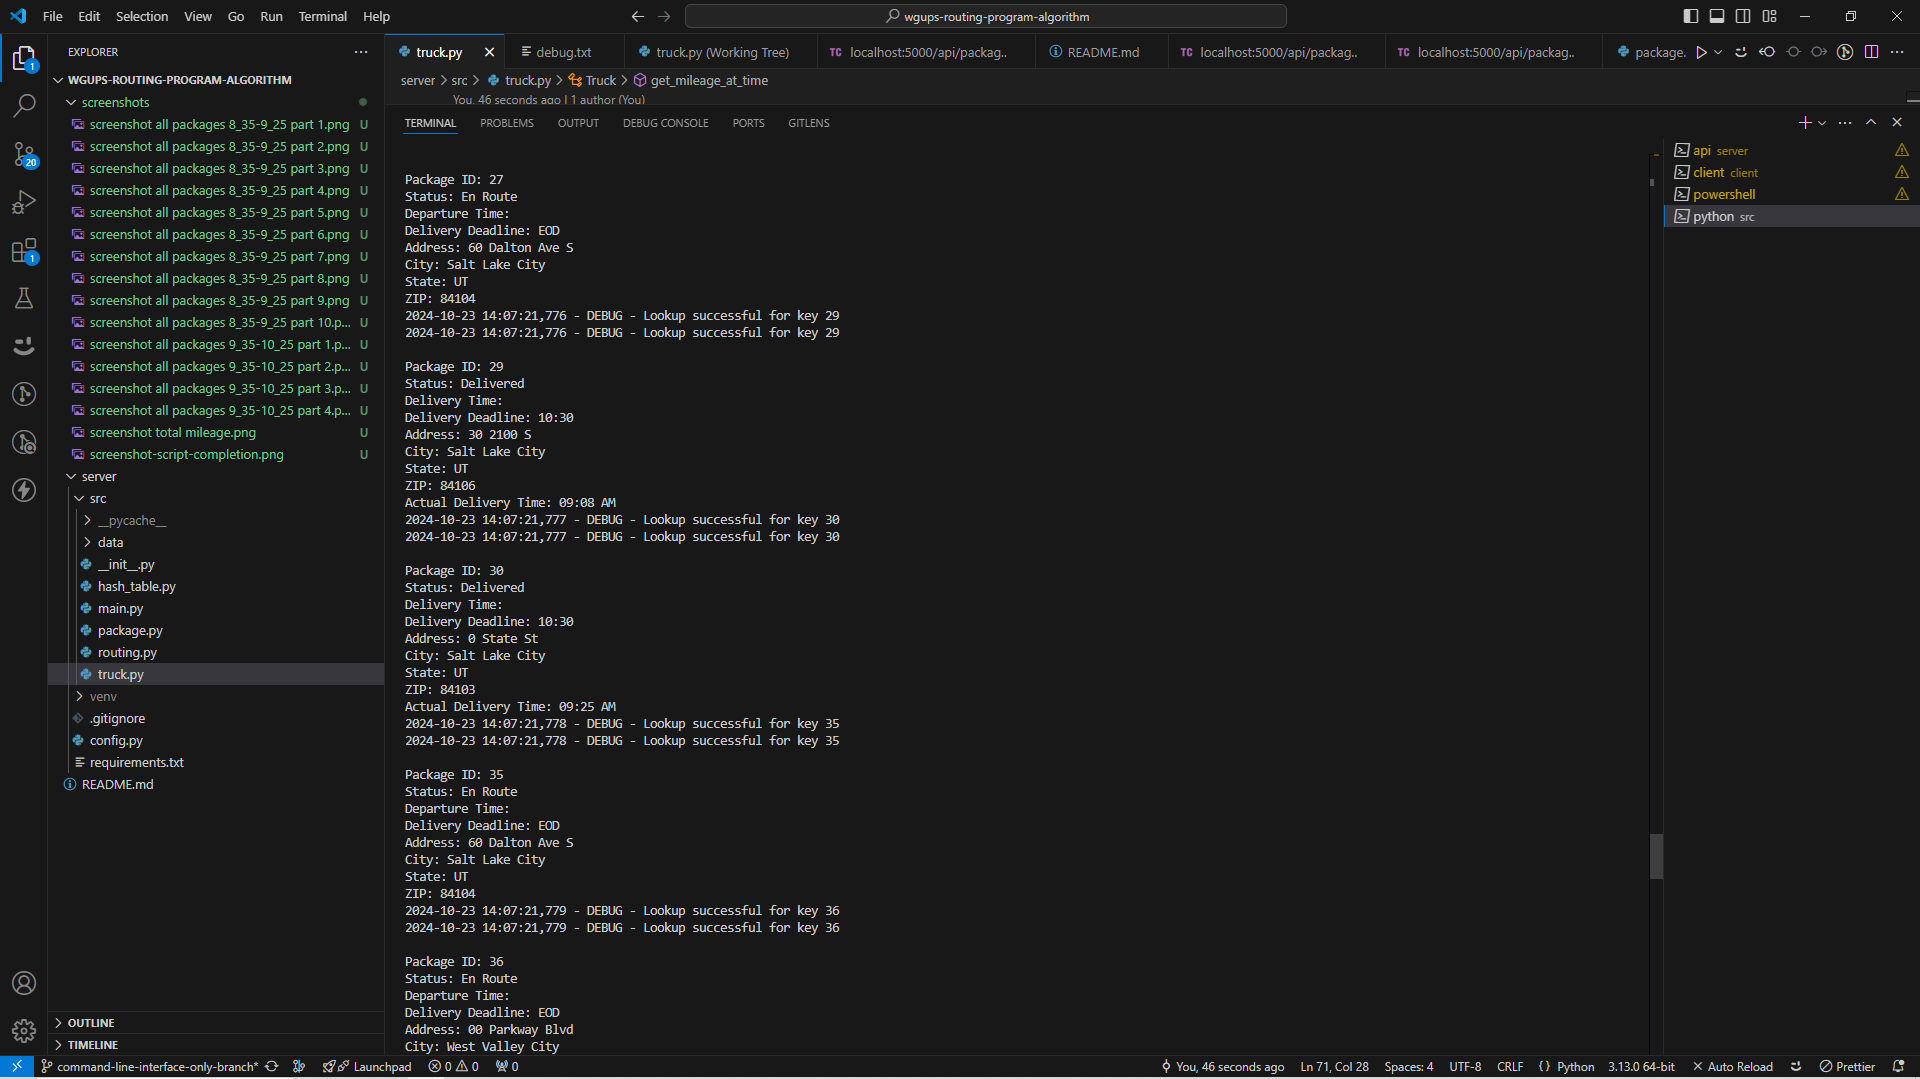 File Edit Selection View Go Run Terminal Help
wgups-routing-program-algorithm
EXPLORER
WGUPS-ROUTING-PROGRAM-ALGORITHM
screenshots
screenshot all packages 8_35-9_25 part 1.png U
screenshot all packages 8_35-9_25 part 2.png U
screenshot all packages 8_35-9_25 part 3.png U
screenshot all packages 8_35-9_25 part 4.png U
screenshot all packages 8_35-9_25 part 5.png U
screenshot all packages 8_35-9_25 part 6.png U
screenshot all packages 8_35-9_25 part 7.png U
screenshot all packages 8_35-9_25 part 8.png U
screenshot all packages 8_35-9_25 part 9.png U
screenshot all packages 8_35-9_25 part 10.p... U
screenshot all packages 9_35-10_25 part 1.p... U
screenshot all packages 9_35-10_25 part 2.p... U
screenshot all packages 9_35-10_25 part 3.p... U
screenshot all packages 9_35-10_25 part 4.p... U
screenshot total mileage.png U
screenshot-script-completion.png U
server
src
__pycache__
data
__init__.py
hash_table.py
main.py
package.py
routing.py
truck.py
venv
.gitignore
config.py
requirements.txt
README.md
OUTLINE
TIMELINE
1
20
1
truck.py
debug.txt
truck.py (Working Tree)
TC localhost:5000/api/packag..
README.md
TC localhost:5000/api/packag..
TC localhost:5000/api/packag..
package.
server > src > truck.py > Truck > get_mileage_at_time
You, 46 seconds ago | 1 author (You)
TERMINAL PROBLEMS OUTPUT DEBUG CONSOLE PORTS GITLENS
Package ID: 27
Status: En Route
Departure Time:
Delivery Deadline: EOD
Address: 60 Dalton Ave S
City: Salt Lake City
State: UT
ZIP: 84104
2024-10-23 14:07:21,776 - DEBUG - Lookup successful for key 29
2024-10-23 14:07:21,776 - DEBUG - Lookup successful for key 29
Package ID: 29
Status: Delivered
Delivery Time:
Delivery Deadline: 10:30
Address: 30 2100 S
City: Salt Lake City
State: UT
ZIP: 84106
Actual Delivery Time: 09:08 AM
2024-10-23 14:07:21,777 - DEBUG - Lookup successful for key 30
2024-10-23 14:07:21,777 - DEBUG - Lookup successful for key 30
Package ID: 30
Status: Delivered
Delivery Time:
Delivery Deadline: 10:30
Address: 0 State St
City: Salt Lake City
State: UT
ZIP: 84103
Actual Delivery Time: 09:25 AM
2024-10-23 14:07:21,778 - DEBUG - Lookup successful for key 35
2024-10-23 14:07:21,778 - DEBUG - Lookup successful for key 35
Package ID: 35
Status: En Route
Departure Time:
Delivery Deadline: EOD
Address: 60 Dalton Ave S
City: Salt Lake City
State: UT
ZIP: 84104
2024-10-23 14:07:21,779 - DEBUG - Lookup successful for key 36
2024-10-23 14:07:21,779 - DEBUG - Lookup successful for key 36
Package ID: 36
Status: En Route
Departure Time:
Delivery Deadline: EOD
Address: 00 Parkway Blvd
City: West Valley City
api server
client client
powershell
python src
command-line-interface-only-branch* Launchpad 0 0 0
You, 46 seconds ago Ln 71, Col 28 Spaces: 4 UTF-8 CRLF { } Python 3.13.0 64-bit Auto Reload Prettier